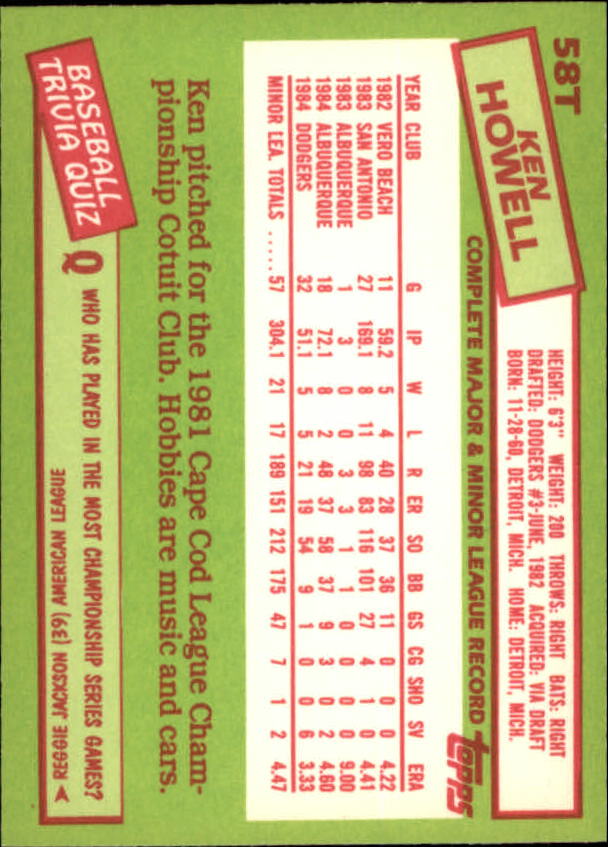 58T
KEN
HOWELL
HEIGHT: 6'3" WEIGHT: 200 THROWS: RIGHT BATS: RIGHT
DRAFTED: DODGERS #3-JUNE, 1982 ACQUIRED: VIA DRAFT
BORN: 11-28-60, DETROIT, MICH. HOME: DETROIT, MICH.
COMPLETE MAJOR & MINOR LEAGUE RECORD
topps
YEAR CLUB G IP W L R ER SO BB GS CG SHO SV ERA
1982 VERO BEACH 11 59.2 5 4 40 28 37 36 11 0 0 0 4.22
1983 SAN ANTONIO 27 169.1 8 11 98 83 116 101 27 4 1 0 4.41
1983 ALBUQUERQUE 1 3 0 0 3 3 1 1 0 0 0 0 9.00
1984 ALBUQUERQUE 18 72.1 8 2 48 37 58 37 9 3 0 2 4.60
1984 DODGERS 32 51.1 5 5 21 19 54 9 1 0 0 6 3.33
MINOR LEA. TOTALS .....57 304.1 21 17 189 151 212 175 47 7 1 2 4.47
Ken pitched for the 1981 Cape Cod League Cham-
pionship Cotuit Club. Hobbies are music and cars.
BASEBALL
TRIVIA QUIZ
Q WHO HAS PLAYED IN THE MOST CHAMPIONSHIP SERIES GAMES?
A REGGIE JACKSON (39) AMERICAN LEAGUE